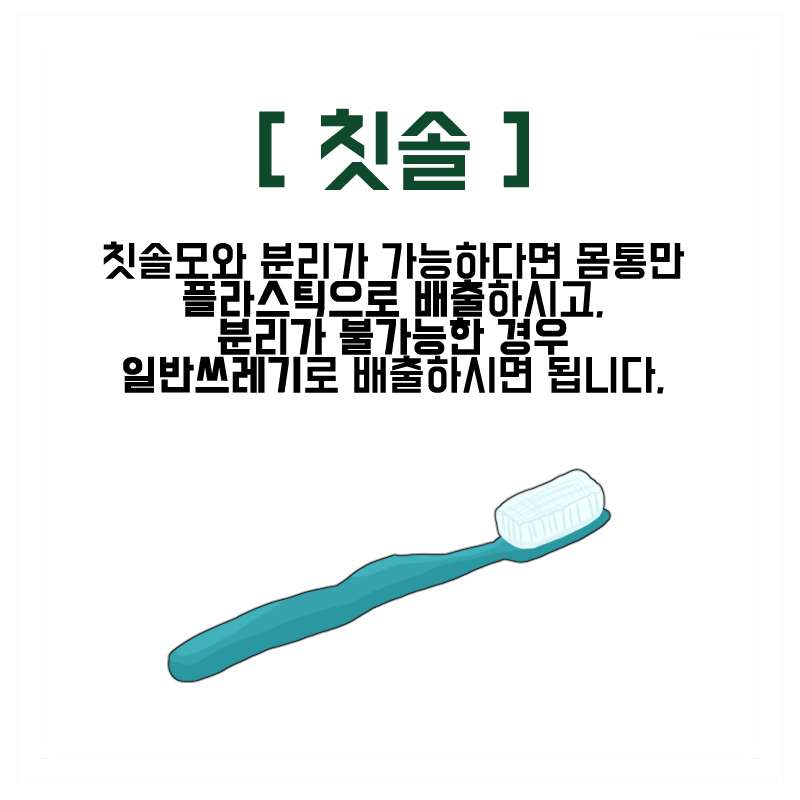 [ 칫솔 ]
칫솔모와 분리가 가능하다면 몸통만
플라스틱으로 배출하시고,
분리가 불가능한 경우
일반쓰레기로 배출하시면 됩니다.